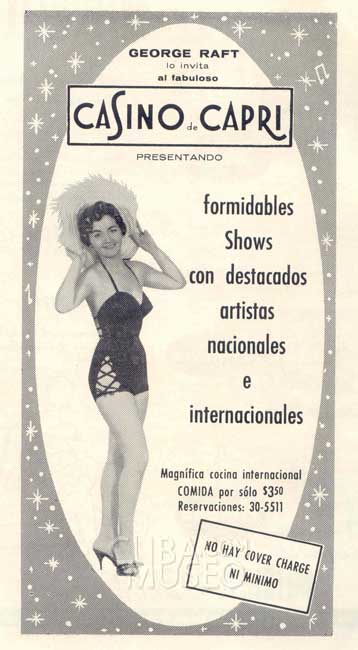 GEORGE RAFT
lo invita
al fabuloso
CASINO de CAPRI
PRESENTANDO
formidables
Shows
con destacados
artistas
nacionales
e
internacionales
Magnífica cocina internacional
COMIDA por sólo $3.50
Reservaciones: 30-5511
NO HAY COVER CHARGE
NI MINIMO